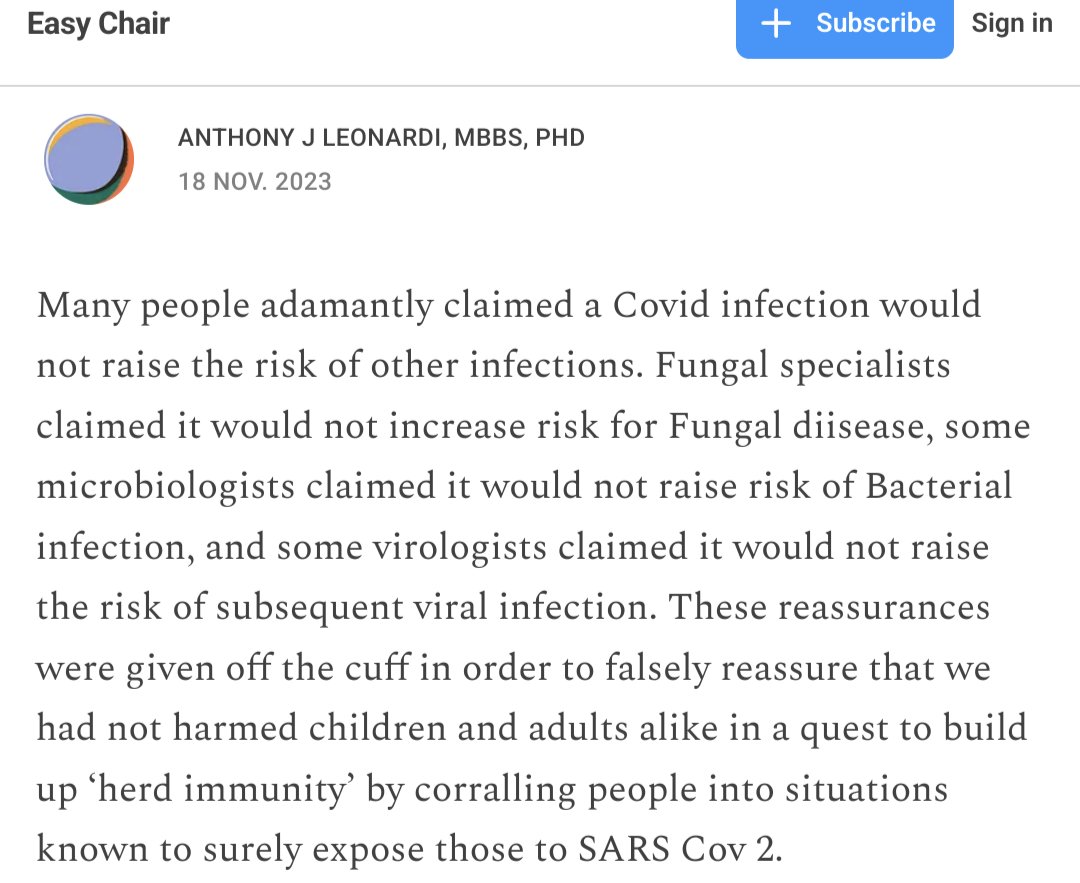 Easy Chair
+ Subscribe
Sign in
ANTHONY J LEONARDI, MBBS, PHD
18 NOV. 2023
Many people adamantly claimed a Covid infection would
not raise the risk of other infections. Fungal specialists
claimed it would not increase risk for Fungal diisease, some
microbiologists claimed it would not raise risk of Bacterial
infection, and some virologists claimed it would not raise
the risk of subsequent viral infection. These reassurances
were given off the cuff in order to falsely reassure that we
had not harmed children and adults alike in a quest to build
up ‘herd immunity’ by corralling people into situations
known to surely expose those to SARS Cov 2.